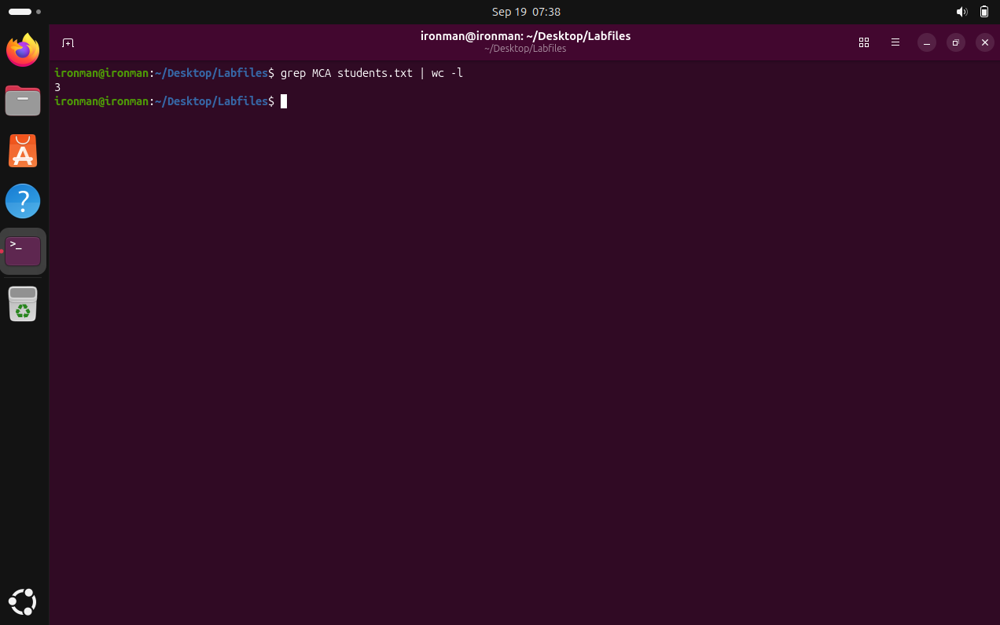 Sep 19 07:38
ironman@ironman: ~/Desktop/Labfiles
~/Desktop/Labfiles
ironman@ironman:~/Desktop/Labfiles$ grep MCA students.txt | wc -l
3
ironman@ironman:~/Desktop/Labfiles$